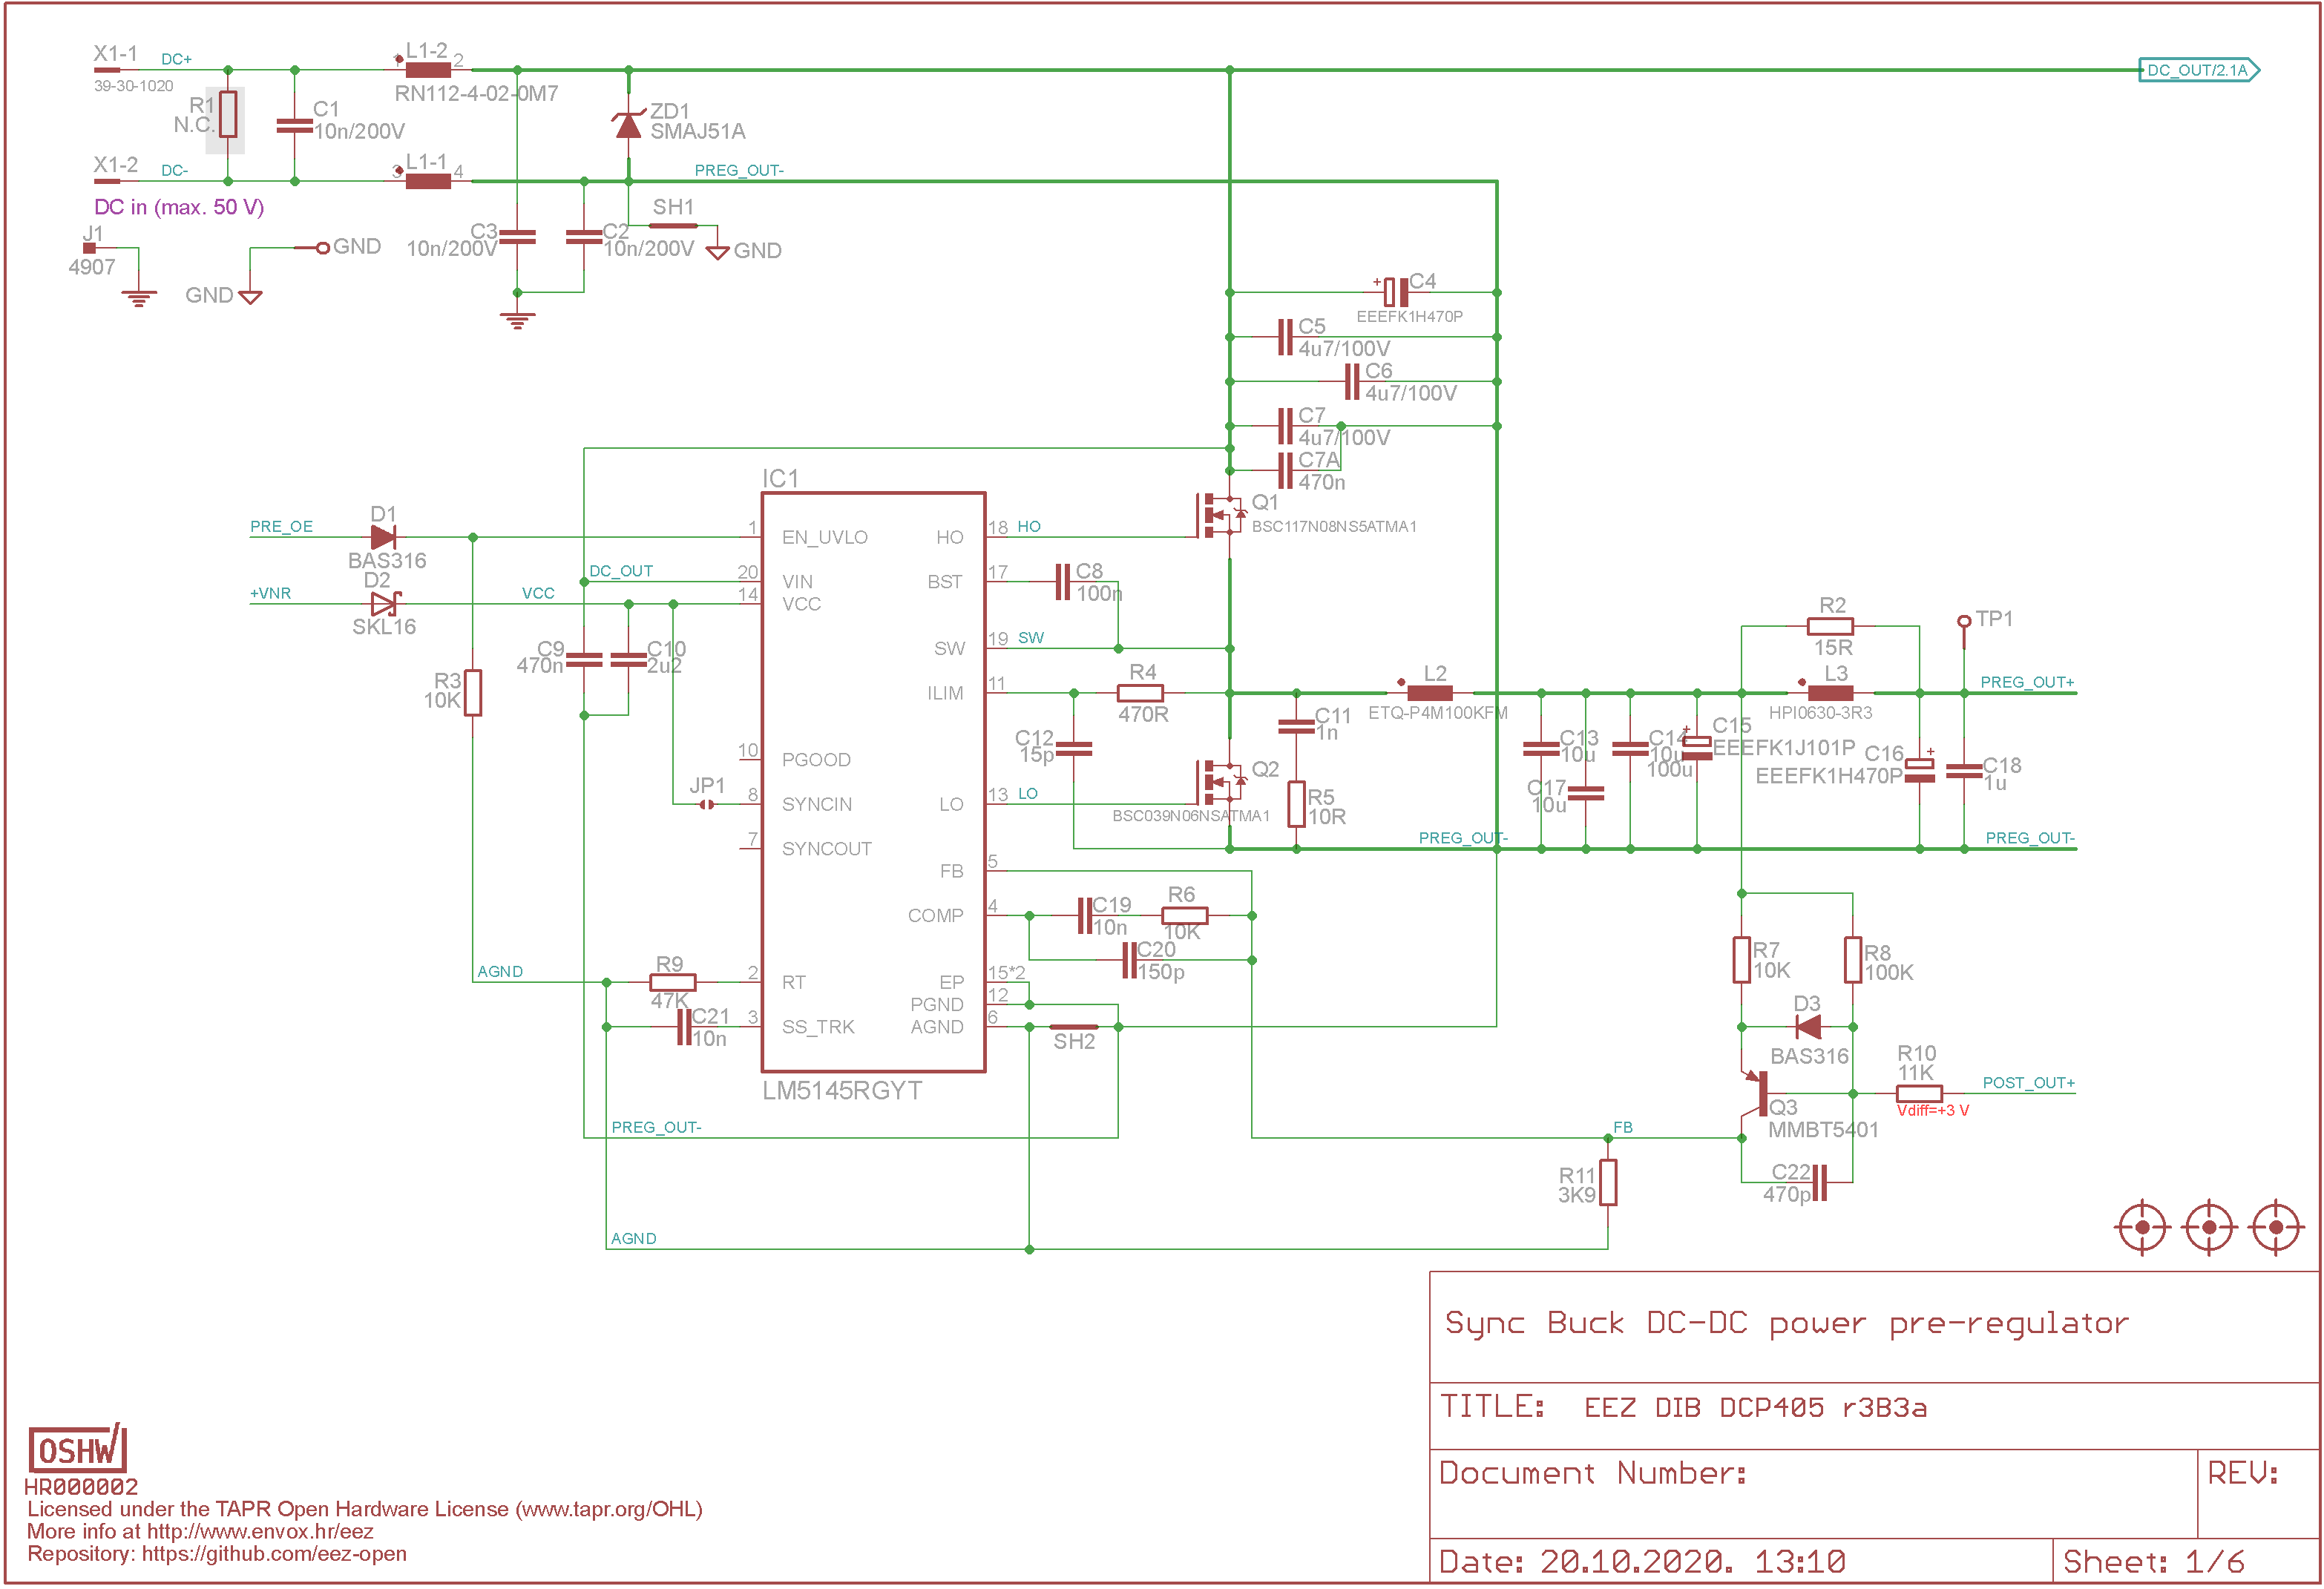 X1-1
DC+
39-30-1020
L1-2
1
2
RN112-4-02-0M7
DC_OUT/2.1A
R1
N.C.
C1
10n/200V
ZD1
SMAJ51A
X1-2
DC-
L1-1
3
4
PREG_OUT-
DC in (max. 50 V)
SH1
GND
J1
4907
GND
GND
C3
10n/200V
C2
10n/200V
+
C4
EEEFK1H470P
C5
4u7/100V
C6
4u7/100V
C7
4u7/100V
C7A
470n
IC1
Q1
BSC117N08NS5ATMA1
PRE_OE
D1
BAS316
1
EN_UVLO
HO
18
HO
D2
+VNR
SKL16
VCC
DC_OUT
20
VIN
14
VCC
BST
17
C8
100n
C9
470n
C10
2u2
SW
19
SW
R3
10K
ILIM
11
R4
470R
L2
ETQ-P4M100KFM
R2
15R
TP1
L3
HPI0630-3R3
PREG_OUT+
C12
15p
C11
1n
C13
10u
C17
10u
C14
10u
+
C15
EEEFK1J101P
100u
C16
+
EEEFK1H470P
C18
1u
10
PGOOD
JP1
8
SYNCIN
LO
13
LO
Q2
BSC039N06NSATMA1
R5
10R
7
SYNCOUT
PREG_OUT-
PREG_OUT-
FB
5
COMP
4
C19
10n
R6
10K
C20
150p
R7
10K
R8
100K
AGND
R9
47K
2
RT
EP
15*2
PGND
12
C21
10n
3
SS_TRK
AGND
6
SH2
D3
BAS316
R10
11K
POST_OUT+
Vdiff=+3 V
Q3
MMBT5401
LM5145RGYT
PREG_OUT-
FB
R11
3K9
C22
470p
AGND
Sync Buck DC-DC power pre-regulator
TITLE: EEZ DIB DCP405 r3B3a
Document Number:
REV:
Date: 20.10.2020. 13:10
Sheet: 1/6
OSHW
HR000002
Licensed under the TAPR Open Hardware License (www.tapr.org/OHL)
More info at http://www.envox.hr/eez
Repository: https://github.com/eez-open